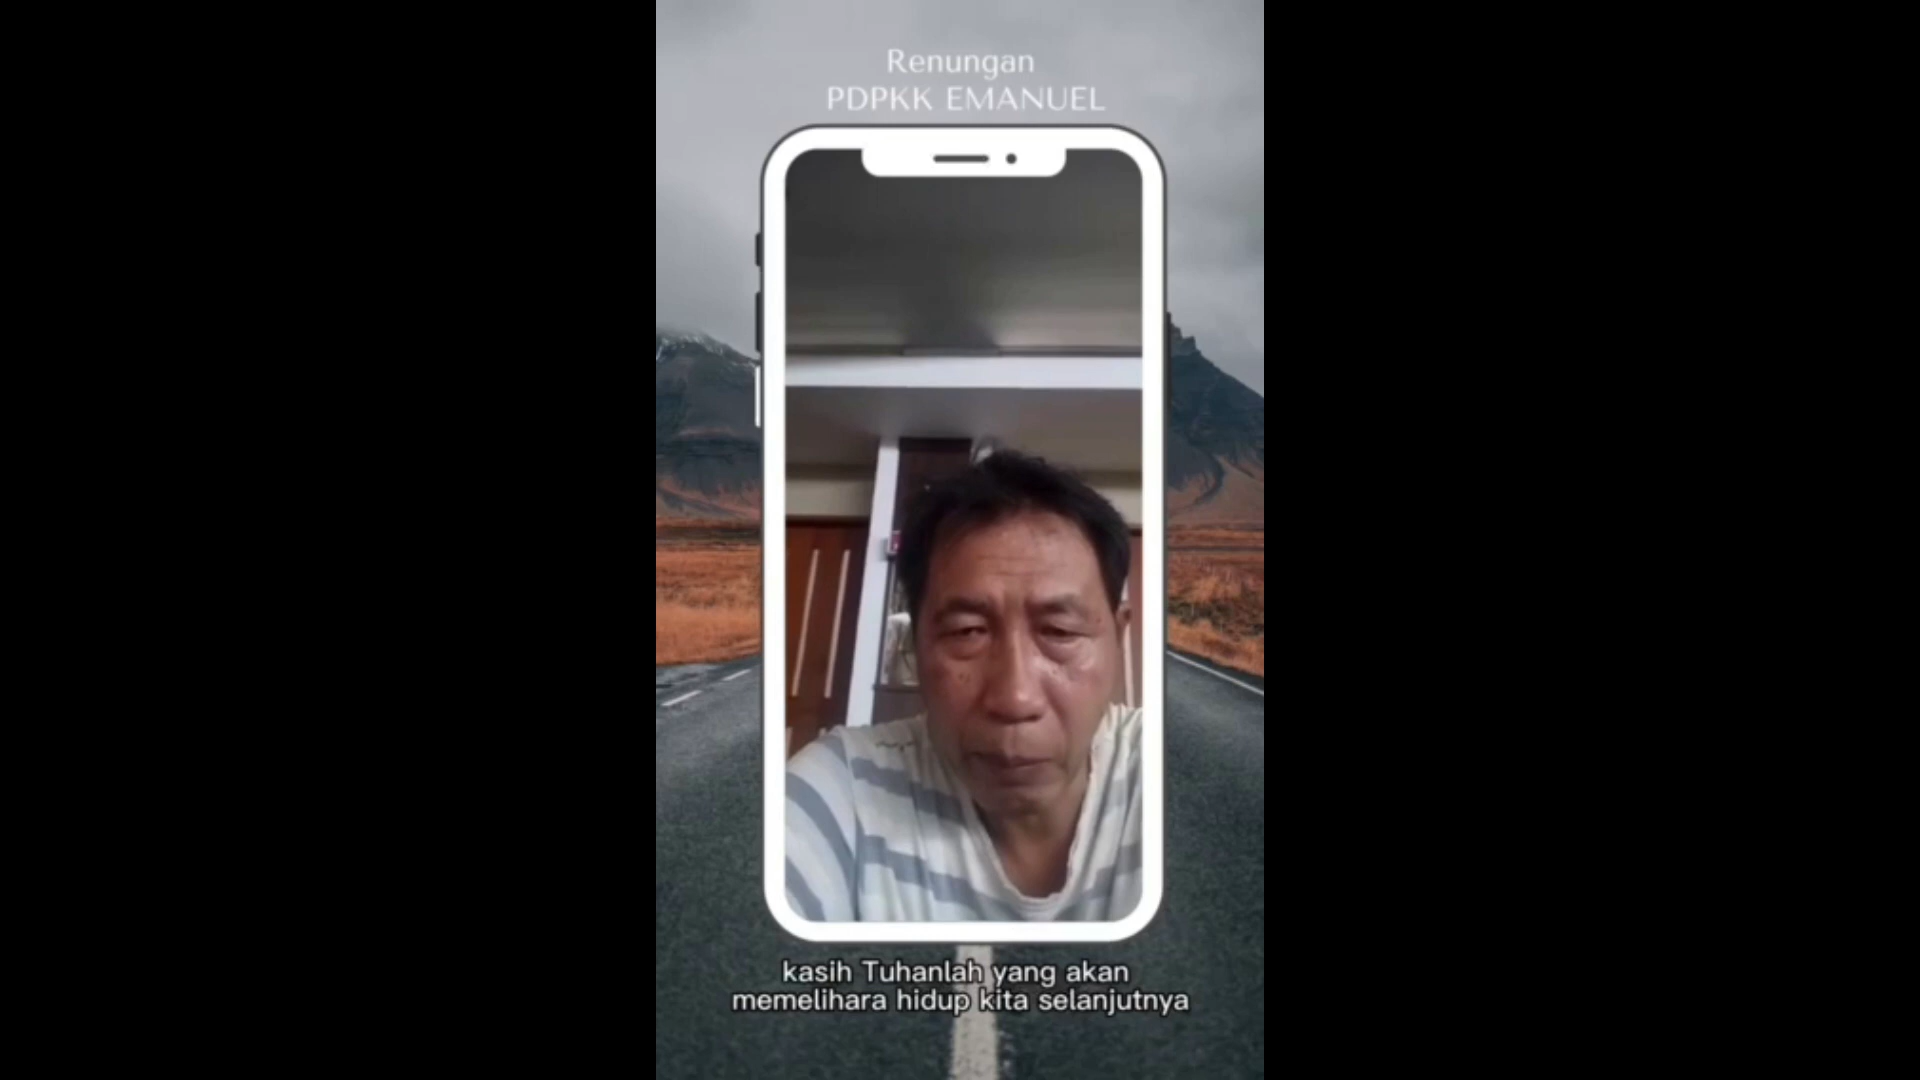 Renungan
PDPKK EMANUEL
kasih Tuhanlah yang akan
memelihara hidup kita selanjutnya